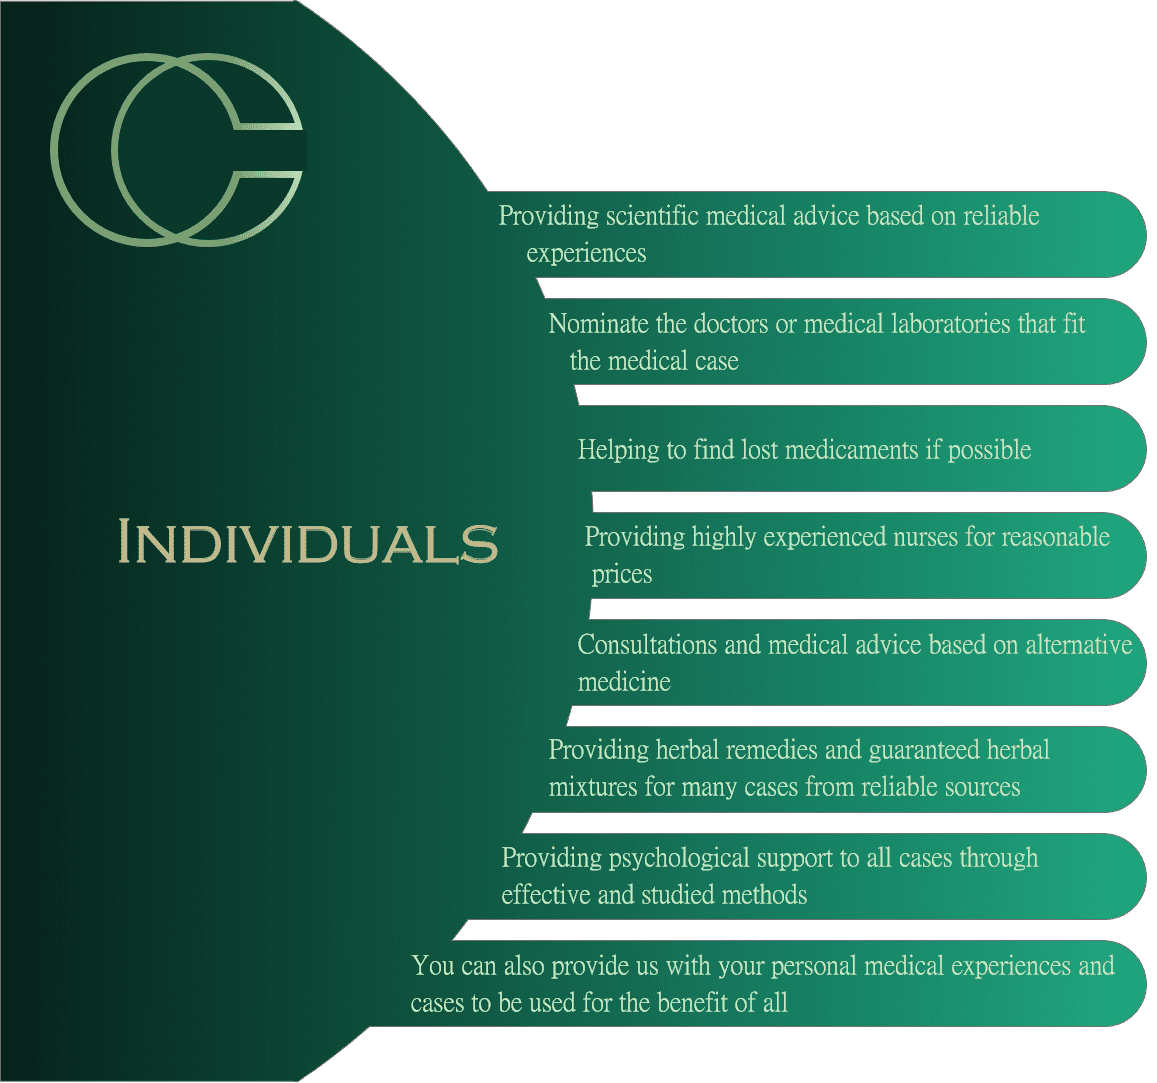 Providing scientific medical advice based on reliable
experiences
Nominate the doctors or medical laboratories that fit
the medical case
Helping to find lost medicaments if possible
INDIVIDUALS
Providing highly experienced nurses for reasonable
prices
Consultations and medical advice based on alternative
medicine
Providing herbal remedies and guaranteed herbal
mixtures for many cases from reliable sources
Providing psychological support to all cases through
effective and studied methods
You can also provide us with your personal medical experiences and
cases to be used for the benefit of all